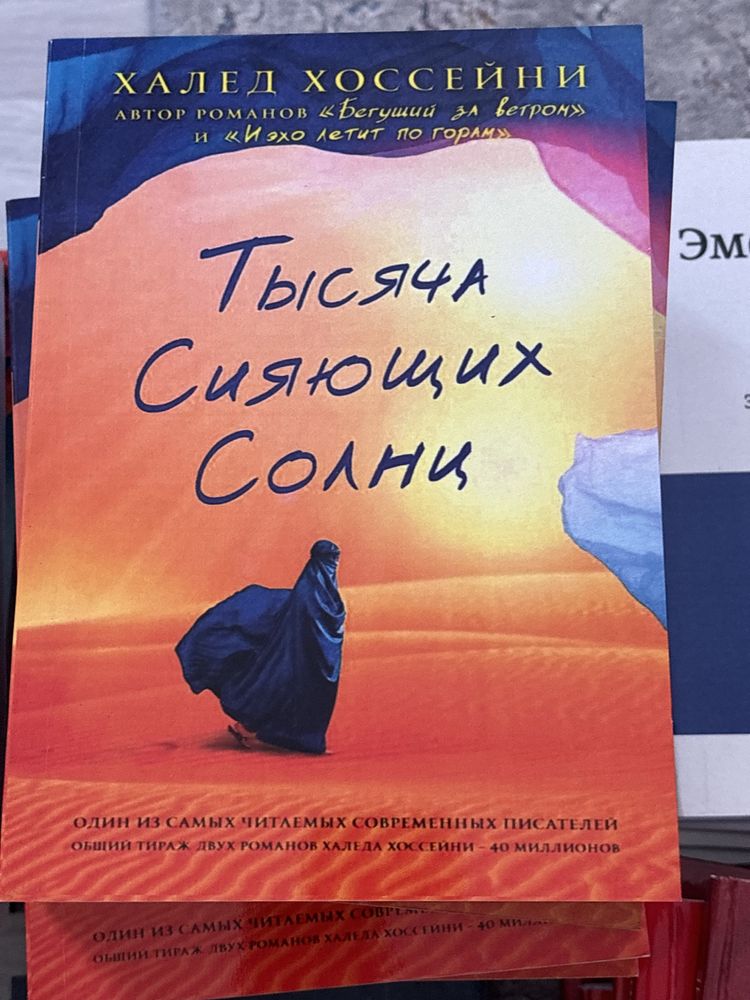 ХАЛЕД ХОССЕЙНИ
АВТОР РОМАНОВ «Бегущий за ветром»
И «И эхо летит по горам»
Тысяча
Сияющих
Солнц
ОДИН ИЗ САМЫХ ЧИТАЕМЫХ СОВРЕМЕННЫХ ПИСАТЕЛЕЙ
ОБЩИЙ ТИРАЖ ДВУХ РОМАНОВ ХАЛЕДА ХОССЕЙНИ – 40 МИЛЛИОНОВ
ОДИН ИЗ САМЫХ ЧИТАЕМЫХ
ОБЩИЙ ТИРАЖ ДВУХ РОМАНОВ ХАЛЕДА ХОССЕЙНИ – 40